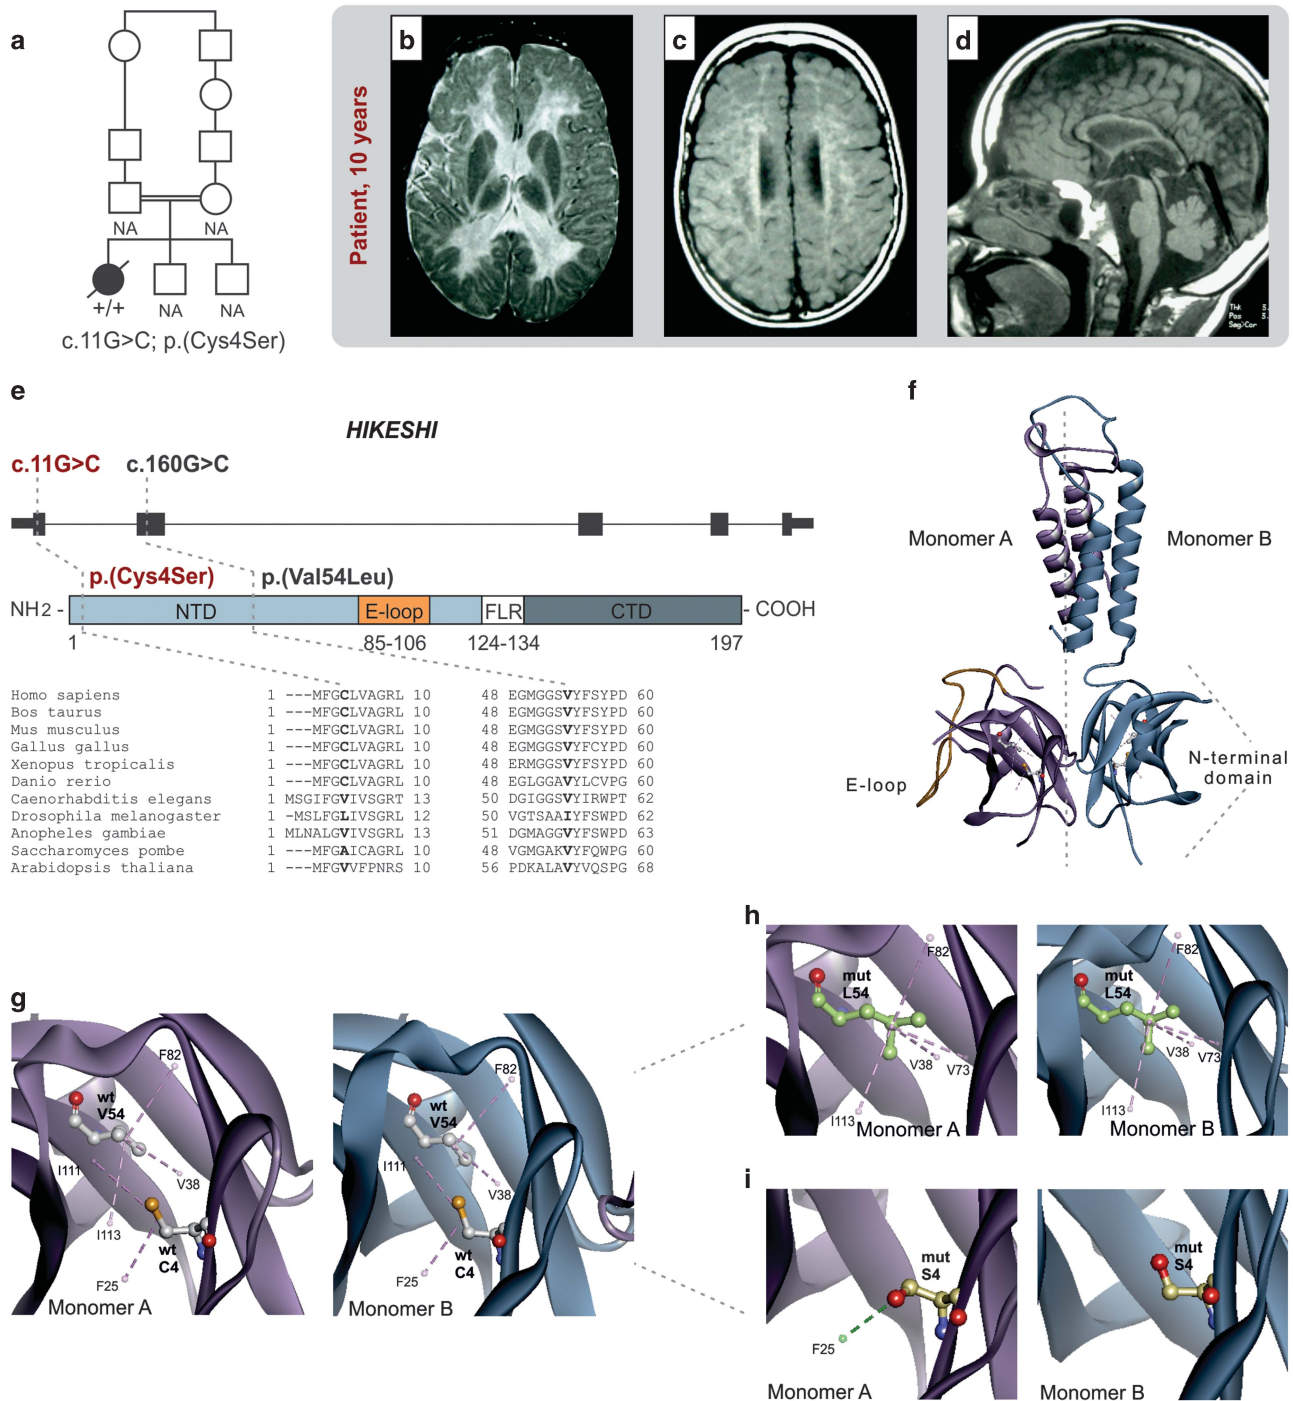 a
NA NA
+/+
NA NA
c.11G>C; p.(Cys4Ser)
Patient, 10 years
b
c
d
Thk 3.
Pos 3.
Sag>Cor
e
HIKESHI
c.11G>C c.160G>C
p.(Cys4Ser) p.(Val54Leu)
NH2 - NTD E-loop FLR CTD - COOH
1 85-106 124-134 197
Homo sapiens 1 ---MFGCLVAGRL 10 48 EGMGGSVYFSYPD 60
Bos taurus 1 ---MFGCLVAGRL 10 48 EGMGGSVYFSYPD 60
Mus musculus 1 ---MFGCLVAGRL 10 48 EGMGGSVYFSYPD 60
Gallus gallus 1 ---MFGCLVAGRL 10 48 EGMGGSVYFCYPD 60
Xenopus tropicalis 1 ---MFGCLVAGRL 10 48 ERMGGSVYFSYPD 60
Danio rerio 1 ---MFGCLVAGRL 10 48 EGLGGAVYLCVPG 60
Caenorhabditis elegans 1 MSGIFGVIVSGRT 13 50 DGIGGSVYIRWPT 62
Drosophila melanogaster 1 -MSLFGLIVSGRL 12 50 VGTSAAIYFSWPD 62
Anopheles gambiae 1 MLNALGVIVSGRL 13 51 DGMAGGVYFSWPD 63
Saccharomyces pombe 1 ---MFGAICAGRL 10 48 VGMGAKVYFQWPG 60
Arabidopsis thaliana 1 ---MFGVVFPNRS 10 56 PDKALAVYVQSPG 68
f
Monomer A Monomer B
E-loop
N-terminal
domain
g
F82
wt
V54
I111
V38
I113
wt
C4
F25
Monomer A
F82
wt
V54
I111
V38
wt
C4
F25
Monomer B
h
F82
mut
L54
V38
V73
I113
Monomer A
F82
mut
L54
V38
V73
I113
Monomer B
i
mut
S4
F25
Monomer A
mut
S4
Monomer B